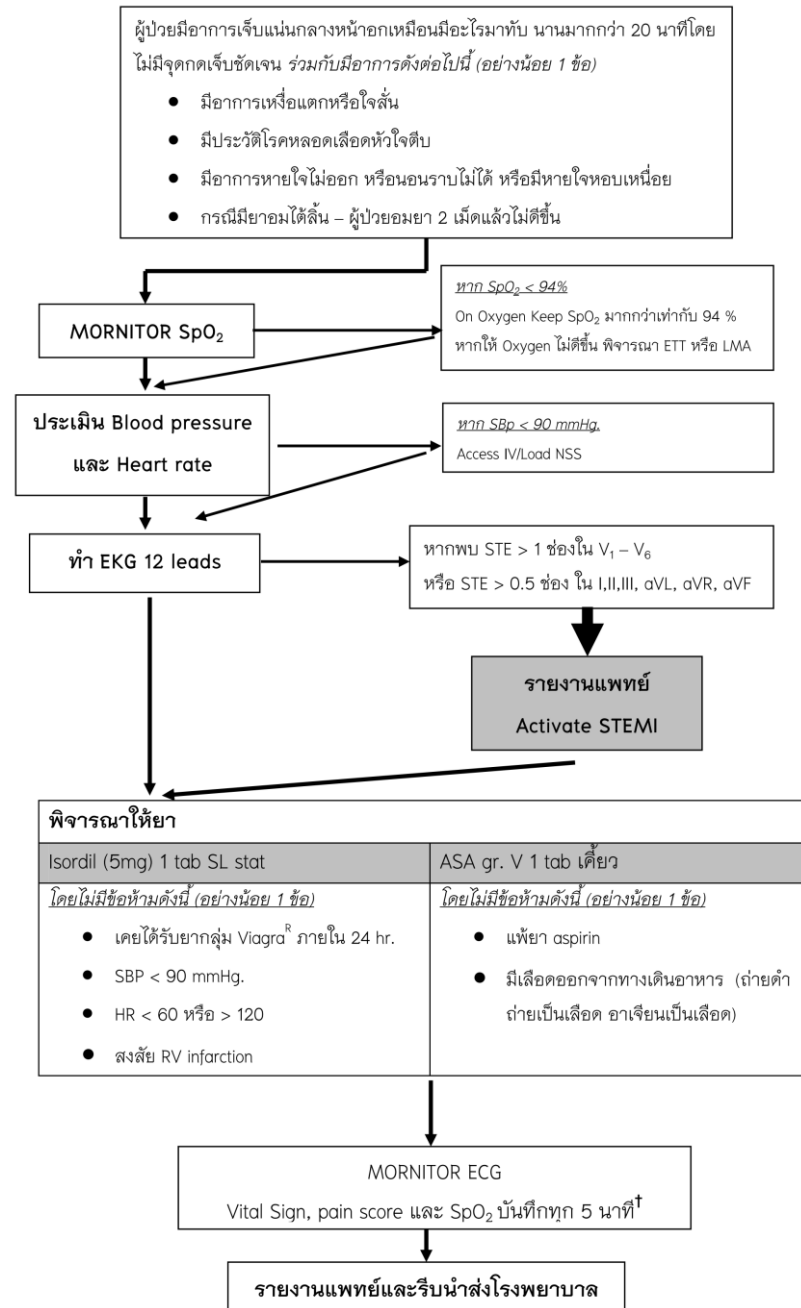 ผู้ป่วยมีอาการเจ็บแน่นกลางหน้าอกเหมือนมีอะไรมาทับ นานมากกว่า 20 นาทีโดย
ไม่มีจุดกดเจ็บชัดเจน ร่วมกับมีอาการดังต่อไปนี้ (อย่างน้อย 1 ข้อ)
● มีอาการเหงื่อแตกหรือใจสั่น
● มีประวัติโรคหลอดเลือดหัวใจตีบ
● มีอาการหายใจไม่ออก หรือนอนราบไม่ได้ หรือมีหายใจหอบเหนื่อย
● กรณีมียาอมใต้ลิ้น – ผู้ป่วยอมยา 2 เม็ดแล้วไม่ดีขึ้น
MORNITOR SpO₂
หาก SpO₂ < 94%
On Oxygen Keep SpO₂ มากกว่าเท่ากับ 94 %
หากให้ Oxygen ไม่ดีขึ้น พิจารณา ETT หรือ LMA
ประเมิน Blood pressure
และ Heart rate
หาก SBp < 90 mmHg.
Access IV/Load NSS
ทำ EKG 12 leads
หากพบ STE > 1 ช่องใน V₁ – V₆
หรือ STE > 0.5 ช่อง ใน I,II,III, aVL, aVR, aVF
รายงานแพทย์
Activate STEMI
พิจารณาให้ยา
Isordil (5mg) 1 tab SL stat
โดยไม่มีข้อห้ามดังนี้ (อย่างน้อย 1 ข้อ)
● เคยได้รับยากลุ่ม Viagraᴿ ภายใน 24 hr.
● SBP < 90 mmHg.
● HR < 60 หรือ > 120
● สงสัย RV infarction
ASA gr. V 1 tab เคี้ยว
โดยไม่มีข้อห้ามดังนี้ (อย่างน้อย 1 ข้อ)
● แพ้ยา aspirin
● มีเลือดออกจากทางเดินอาหาร (ถ่ายดำ
ถ่ายเป็นเลือด อาเจียนเป็นเลือด)
MORNITOR ECG
Vital Sign, pain score และ SpO₂ บันทึกทุก 5 นาที†
รายงานแพทย์และรีบนำส่งโรงพยาบาล